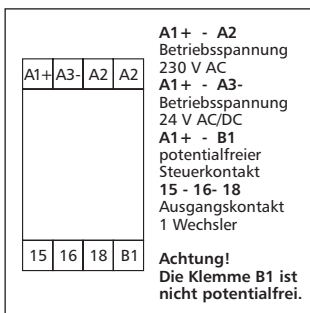 A1+ A3- A2 A2
15 16 18 B1
A1+ - A2
Betriebsspannung
230 V AC
A1+ - A3-
Betriebsspannung
24 V AC/DC
A1+ - B1
potentialfreier
Steuerkontakt
15 - 16- 18
Ausgangskontakt
1 Wechsler
Achtung!
Die Klemme B1 ist
nicht potentialfrei.